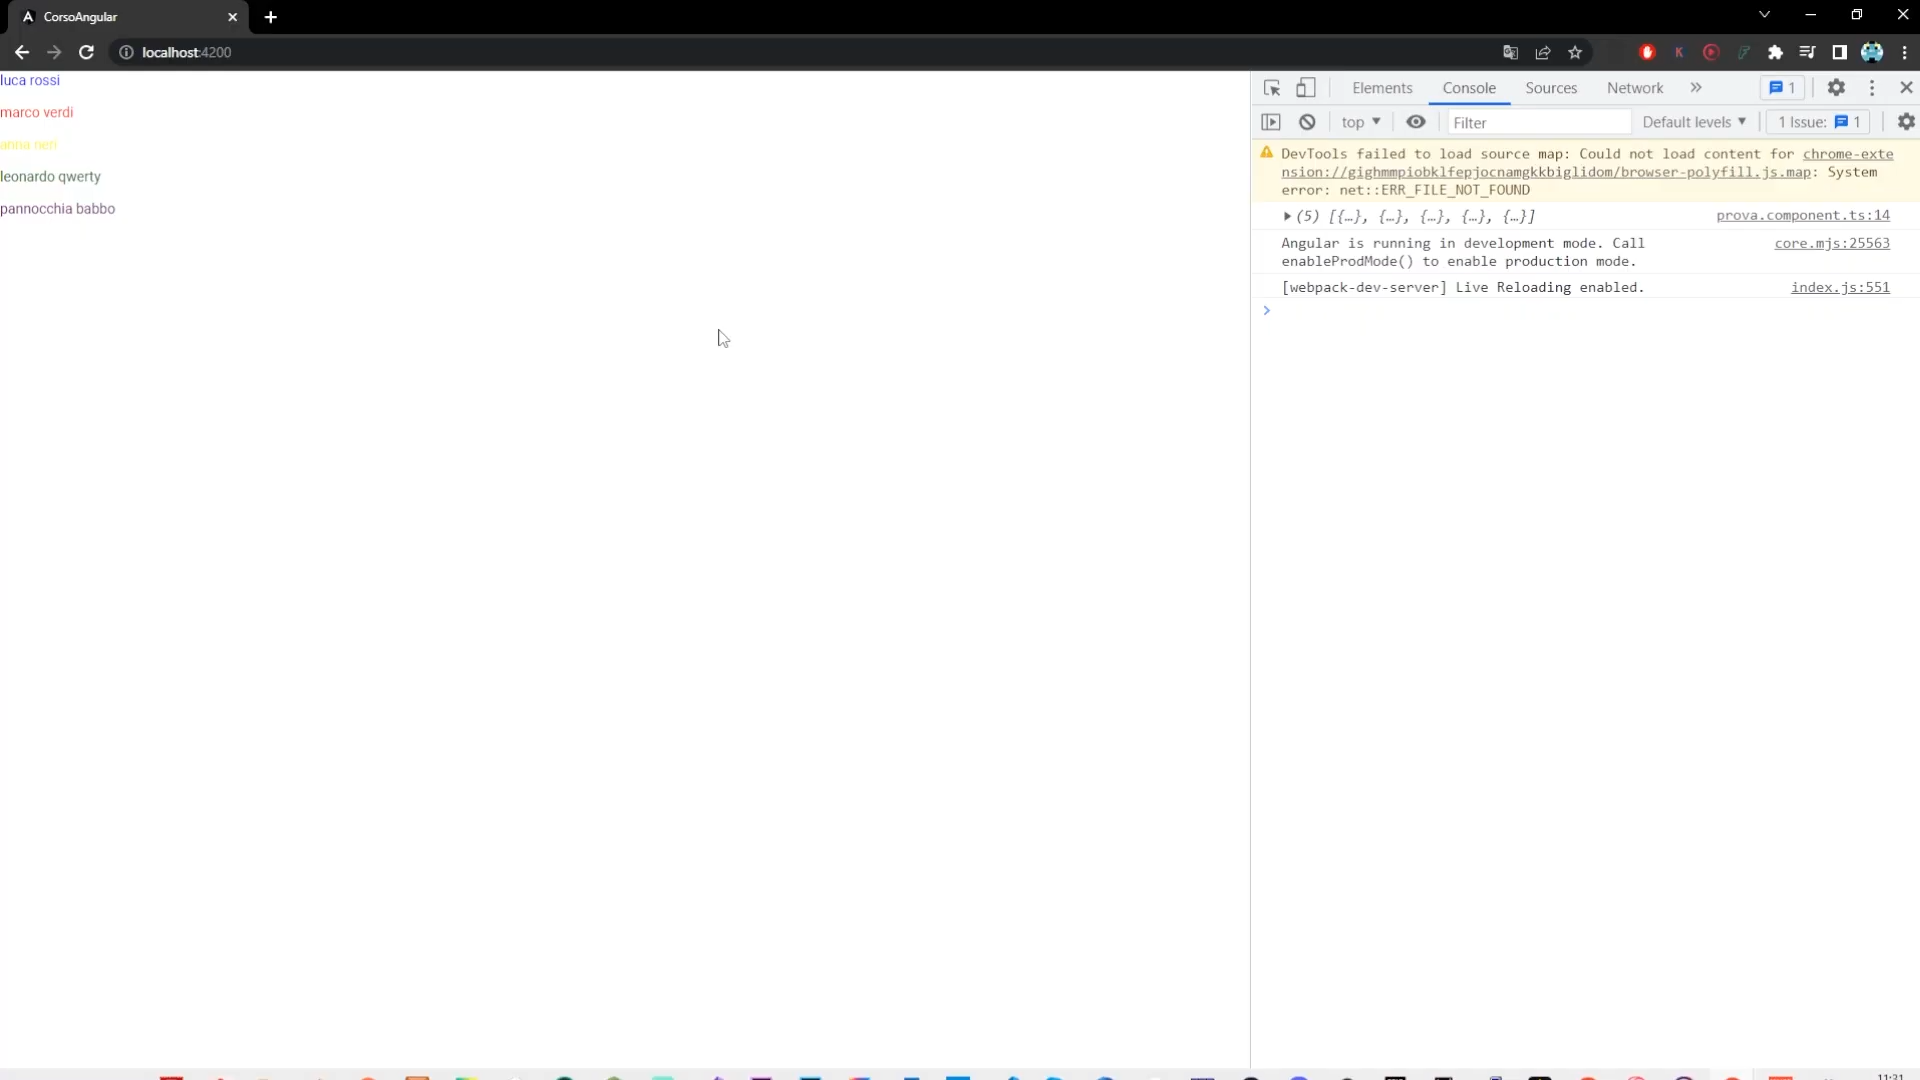 CorsoAngular
localhost:4200
luca rossi
marco verdi
anna neri
leonardo qwerty
pannocchia babbo
Elements Console Sources Network 1
top Filter Default levels 1 Issue: 1
DevTools failed to load source map: Could not load content for chrome-exte
nsion://gighmmpiobklfepjocnamgkkbiglidom/browser-polyfill.js.map: System
error: net::ERR_FILE_NOT_FOUND
(5) [{…}, {…}, {…}, {…}, {…}] prova.component.ts:14
Angular is running in development mode. Call core.mjs:25563
enableProdMode() to enable production mode.
[webpack-dev-server] Live Reloading enabled. index.js:551